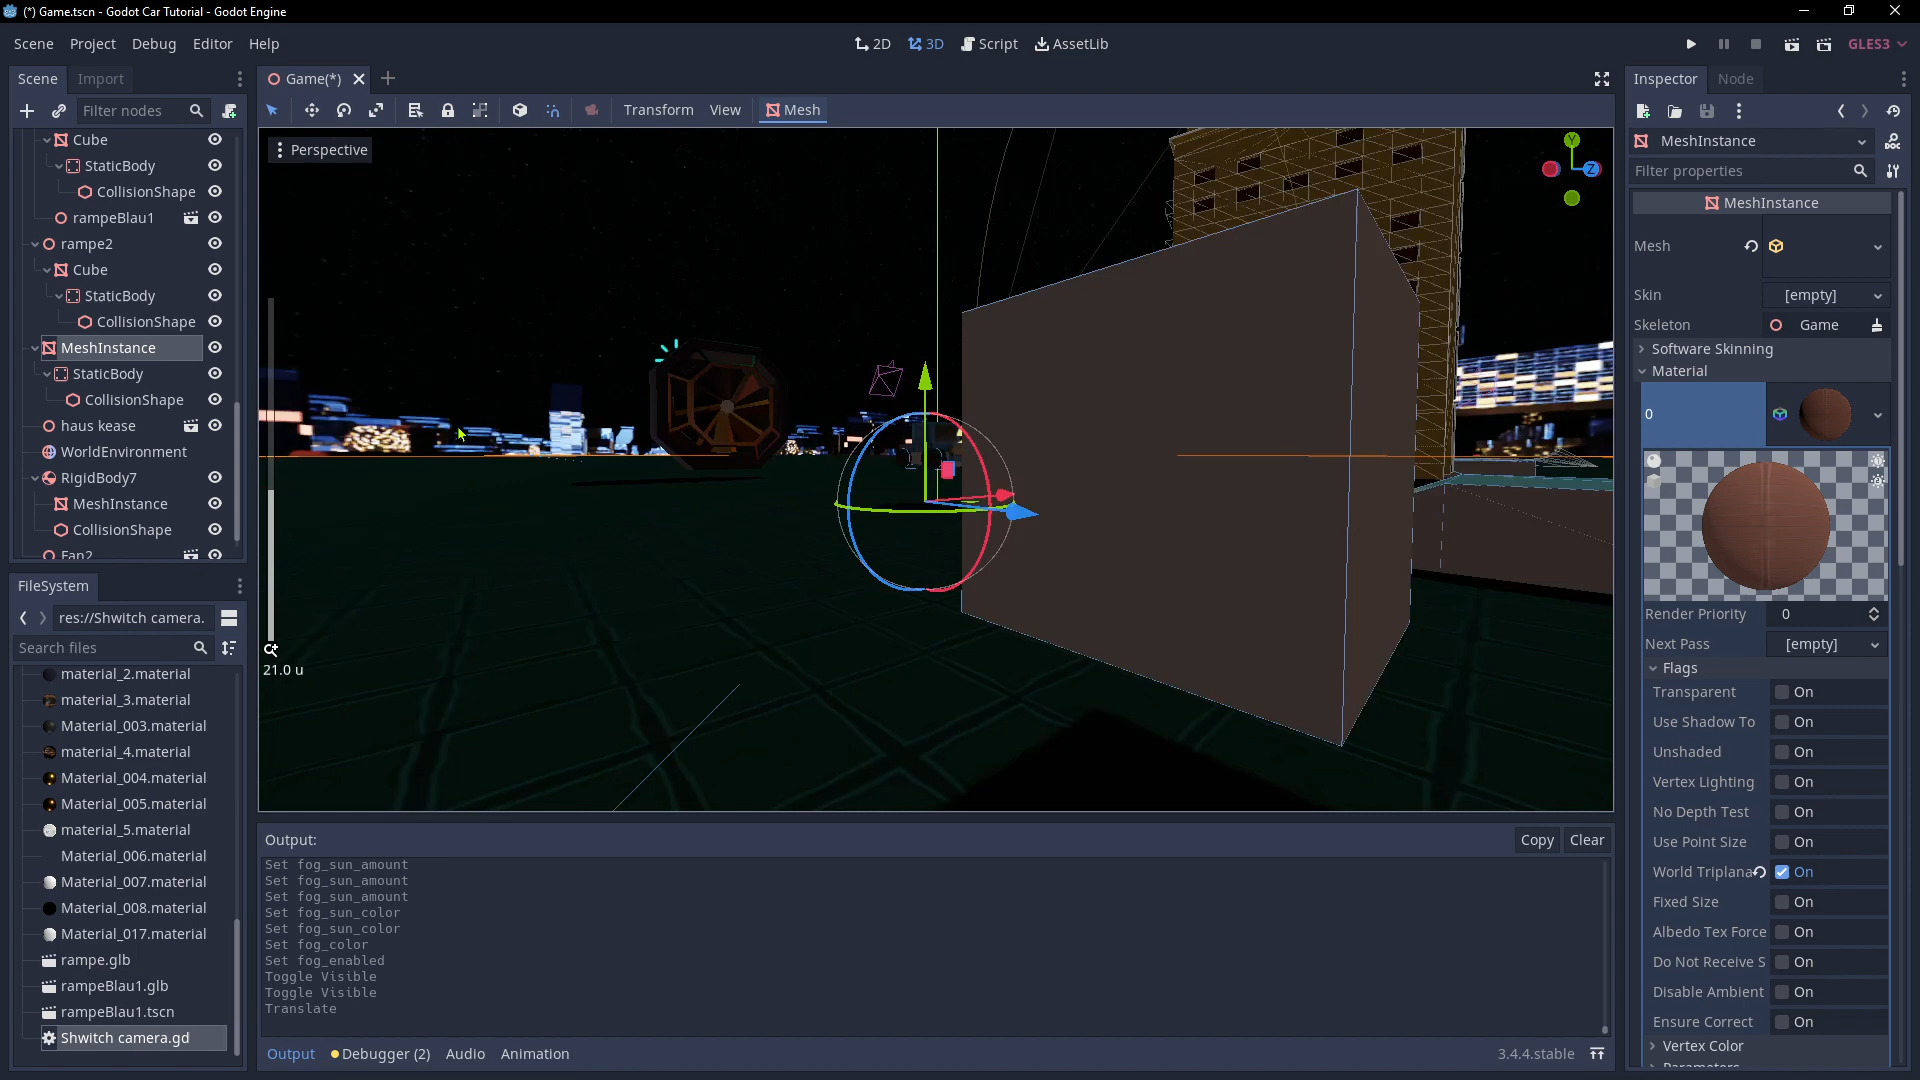 (*) Game.tscn - Godot Car Tutorial - Godot Engine
Scene Project Debug Editor Help
2D 3D Script AssetLib
GLES3
Scene Import
Filter nodes
Cube
StaticBody
CollisionShape
rampeBlau1
rampe2
Cube
StaticBody
CollisionShape
MeshInstance
StaticBody
CollisionShape
haus kease
WorldEnvironment
RigidBody7
MeshInstance
CollisionShape
Fan2
FileSystem
res://Shwitch camera.
Search files
material_2.material
material_3.material
Material_003.material
material_4.material
Material_004.material
Material_005.material
material_5.material
Material_006.material
Material_007.material
Material_008.material
Material_017.material
rampe.glb
rampeBlau1.glb
rampeBlau1.tscn
Shwitch camera.gd
Game(*)
Transform View Mesh
Perspective
Y
Z
21.0 u
Output:
Copy Clear
Set fog_sun_amount
Set fog_sun_amount
Set fog_sun_amount
Set fog_sun_color
Set fog_sun_color
Set fog_color
Set fog_enabled
Toggle Visible
Toggle Visible
Translate
Output Debugger (2) Audio Animation
3.4.4.stable
Inspector Node
MeshInstance
Filter properties
MeshInstance
Mesh
Skin [empty]
Skeleton Game
Software Skinning
Material
0
Render Priority 0
Next Pass [empty]
Flags
Transparent On
Use Shadow To On
Unshaded On
Vertex Lighting On
No Depth Test On
Use Point Size On
World Triplana On
Fixed Size On
Albedo Tex Force On
Do Not Receive S On
Disable Ambient On
Ensure Correct On
Vertex Color
Parameters